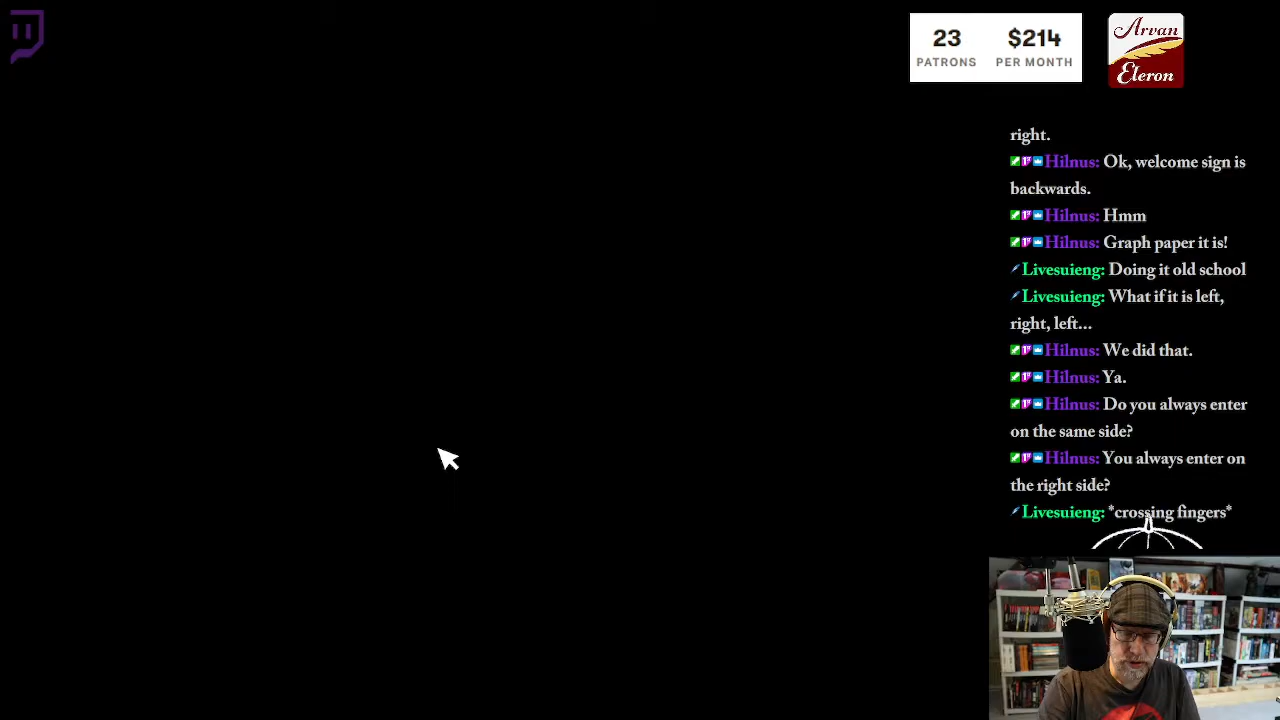 23
PATRONS
$214
PER MONTH
Arvan
Eleron
right.
Hilnus: Ok, welcome sign is
backwards.
Hilnus: Hmm
Hilnus: Graph paper it is!
Livesuieng: Doing it old school
Livesuieng: What if it is left,
right, left...
Hilnus: We did that.
Hilnus: Ya.
Hilnus: Do you always enter
on the same side?
Hilnus: You always enter on
the right side?
Livesuieng: *crossing fingers*